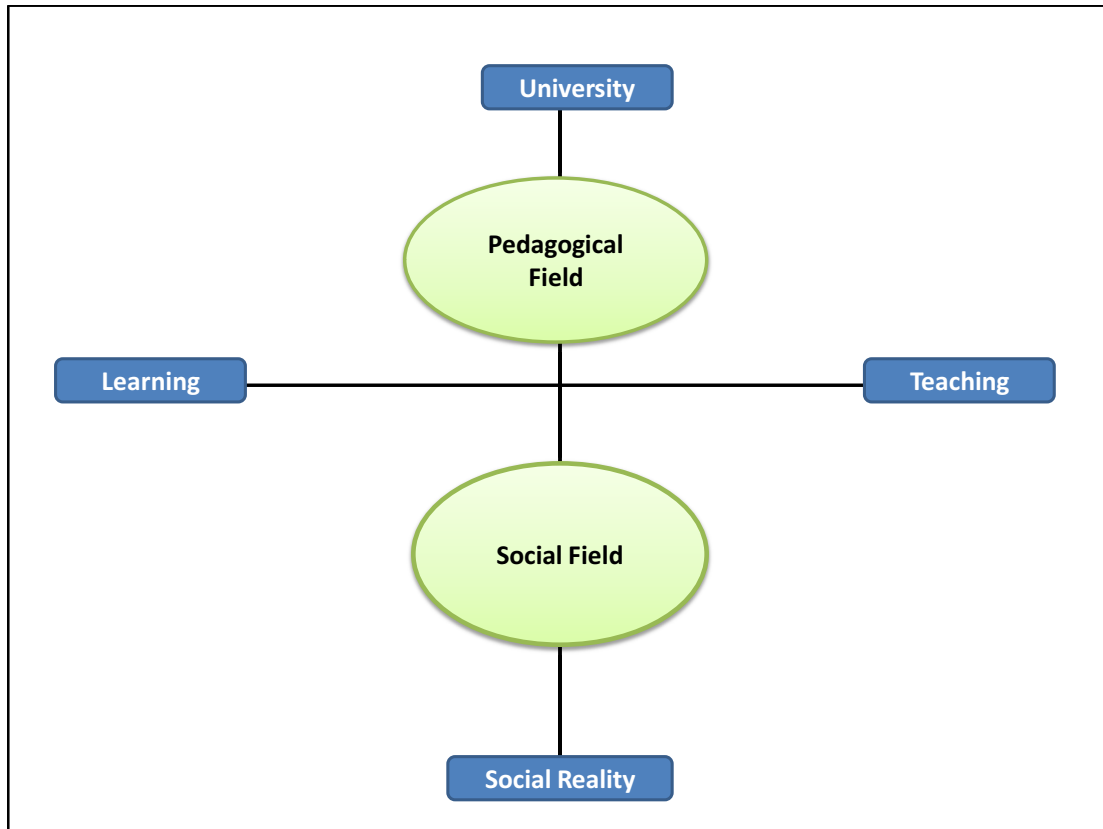 University
Pedagogical
Field
Learning
Teaching
Social Field
Social Reality